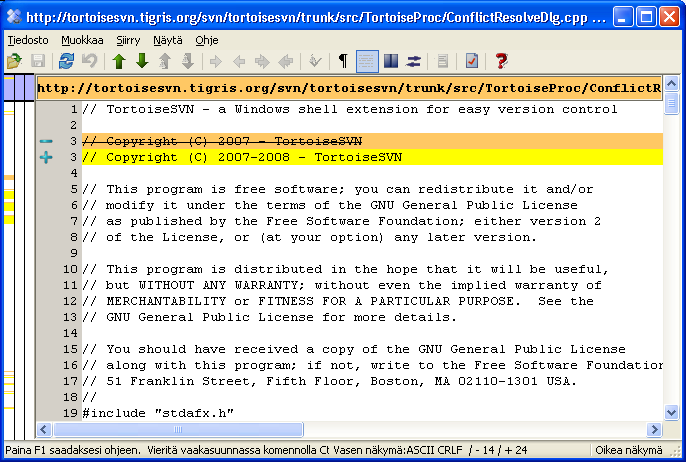 http://tortoisesvn.tigris.org/svn/tortoisesvn/trunk/src/TortoiseProc/ConflictResolveDlg.cpp ...
Tiedosto Muokkaa Siirry Näytä Ohje
http://tortoisesvn.tigris.org/svn/tortoisesvn/trunk/src/TortoiseProc/ConflictR
1 // TortoiseSVN - a Windows shell extension for easy version control
2
3 // Copyright (C) 2007 - TortoiseSVN
3 // Copyright (C) 2007-2008 - TortoiseSVN
4
5 // This program is free software; you can redistribute it and/or
6 // modify it under the terms of the GNU General Public License
7 // as published by the Free Software Foundation; either version 2
8 // of the License, or (at your option) any later version.
9
10 // This program is distributed in the hope that it will be useful,
11 // but WITHOUT ANY WARRANTY; without even the implied warranty of
12 // MERCHANTABILITY or FITNESS FOR A PARTICULAR PURPOSE.  See the
13 // GNU General Public License for more details.
14
15 // You should have received a copy of the GNU General Public License
16 // along with this program; if not, write to the Free Software Foundation
17 // 51 Franklin Street, Fifth Floor, Boston, MA 02110-1301 USA.
18 //
19 #include "stdafx.h"
Paina F1 saadaksesi ohjeen. Vieritä vaakasuunnassa komennolla Ct Vasen näkymä:ASCII CRLF / - 14 / + 24 Oikea näkymä